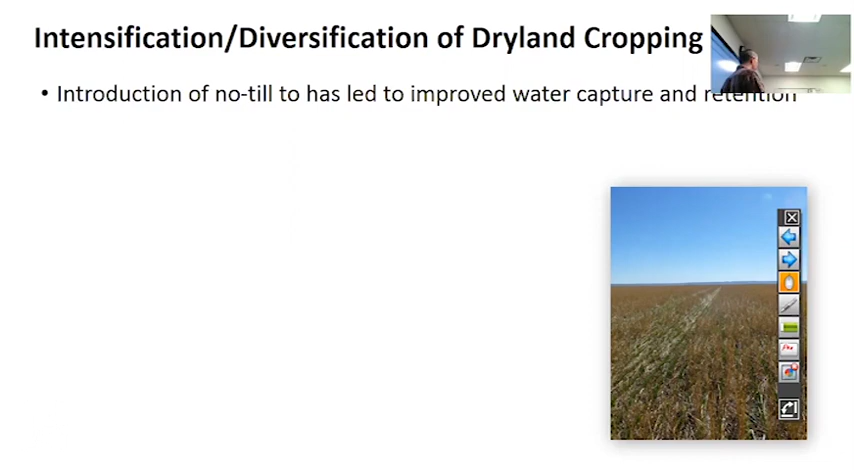 Intensification/Diversification of Dryland Cropping
• Introduction of no-till to has led to improved water capture and retention